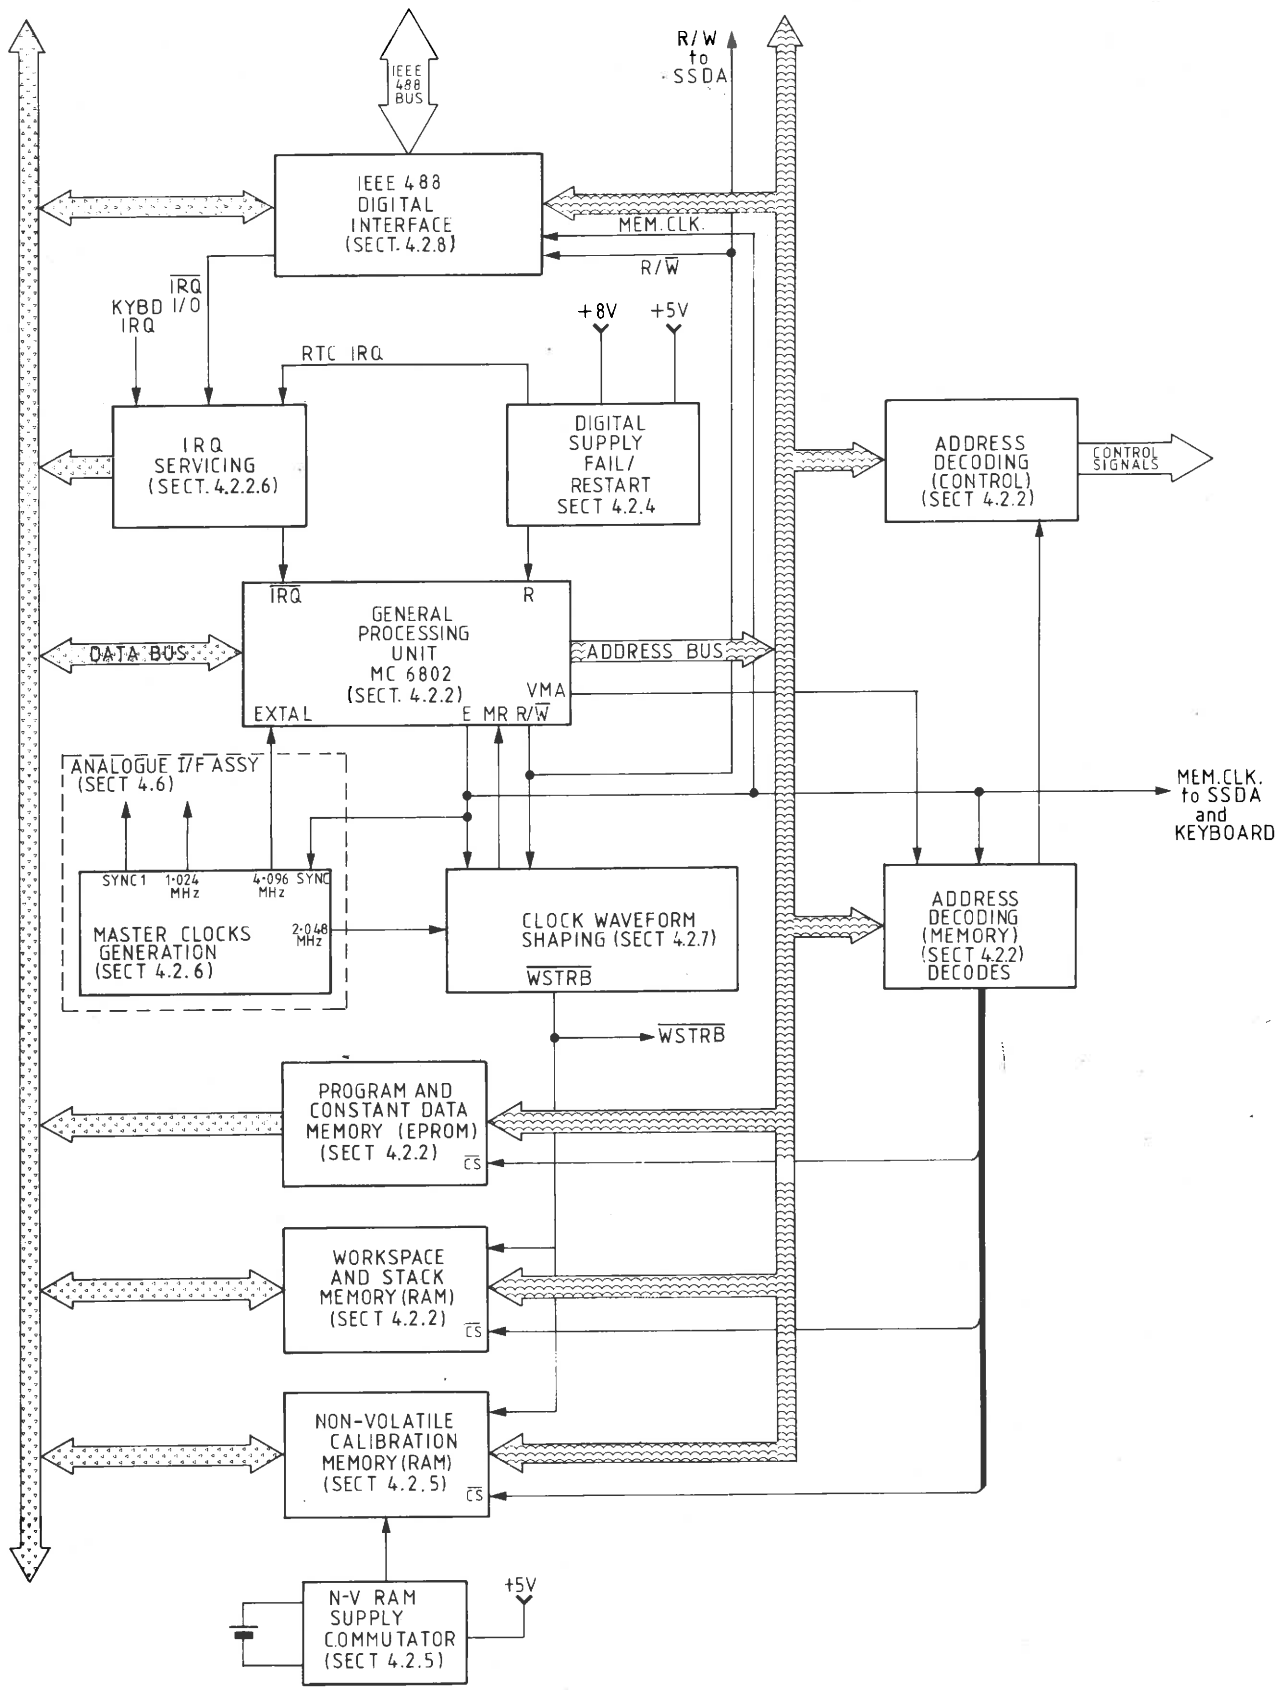 R/W
to
SSDA
IEEE
488
BUS
IEEE 488
DIGITAL
INTERFACE
(SECT. 4.2.8)
MEM.CLK.
R/W̅
I̅R̅Q̅
I/O
KYBD
IRQ
RTC IRQ
+8V
+5V
IRQ
SERVICING
(SECT. 4.2.2.6)
DIGITAL
SUPPLY
FAIL/
RESTART
SECT 4.2.4
ADDRESS
DECODING
(CONTROL)
(SECT 4.2.2)
CONTROL
SIGNALS
I̅R̅Q̅
R
GENERAL
PROCESSING
UNIT
MC 6802
(SECT. 4.2.2)
DATA BUS
ADDRESS BUS
VMA
EXTAL
E MR R/W̅
ANALOGUE I/F ASSY
(SECT 4.6)
MEM.CLK.
to SSDA
and
KEYBOARD
SYNC1
1·024
MHz
4·096
MHz
SYNC
2·048
MHz
MASTER CLOCKS
GENERATION
(SECT 4.2.6)
CLOCK WAVEFORM
SHAPING (SECT 4.2.7)
W̅S̅T̅R̅B̅
ADDRESS
DECODING
(MEMORY)
(SECT 4.2.2)
DECODES
W̅S̅T̅R̅B̅
PROGRAM AND
CONSTANT DATA
MEMORY (EPROM)
(SECT 4.2.2)
C̅S̅
WORKSPACE
AND STACK
MEMORY (RAM)
(SECT 4.2.2)
C̅S̅
NON-VOLATILE
CALIBRATION
MEMORY (RAM)
(SECT 4.2.5)
C̅S̅
N-V RAM
SUPPLY
COMMUTATOR
(SECT 4.2.5)
+5V